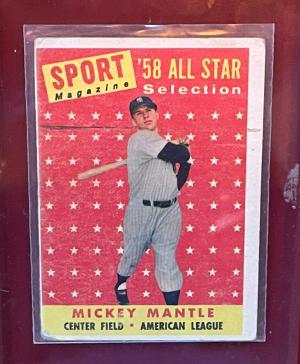 SPORT
Magazine
'58 ALL STAR
Selection
MICKEY MANTLE
CENTER FIELD • AMERICAN LEAGUE